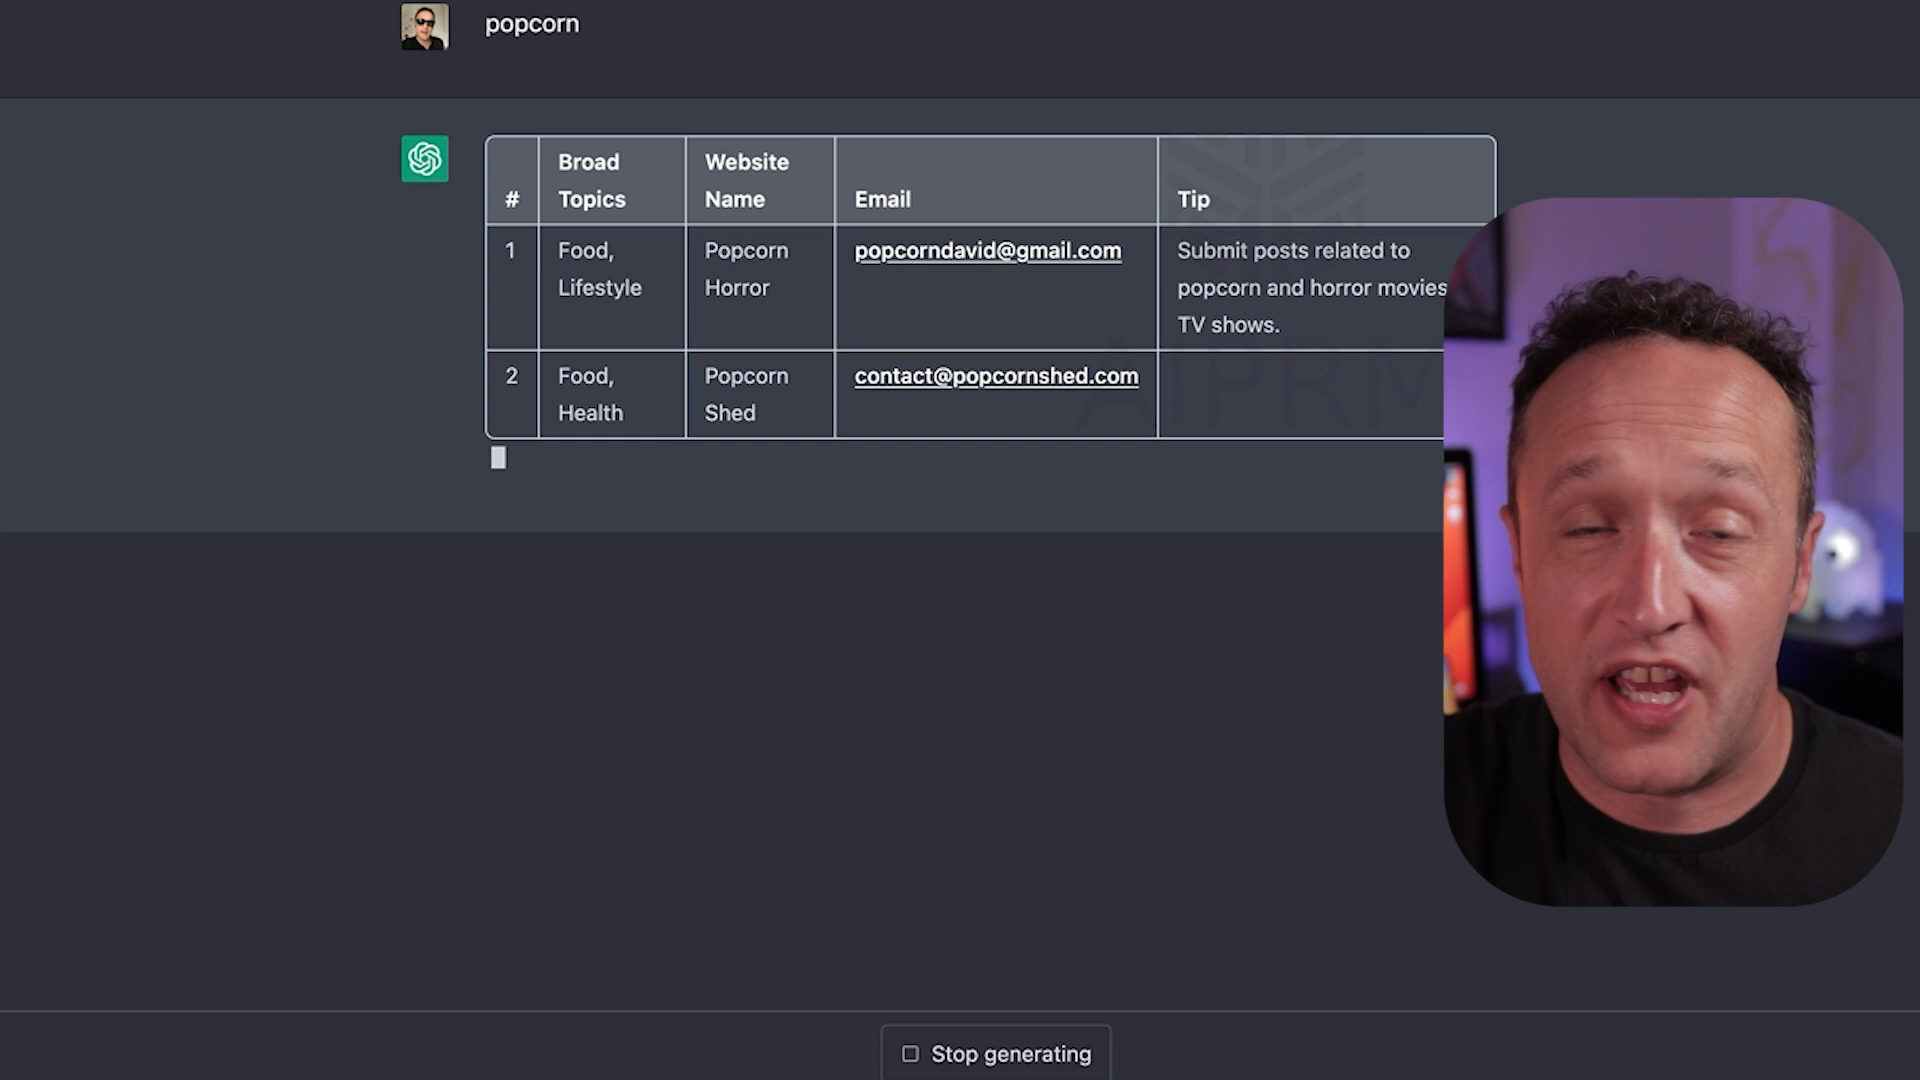 popcorn
Broad
Topics
Website
Name
#
Email
Tip
1
Food,
Lifestyle
Popcorn
Horror
popcorndavid@gmail.com
Submit posts related to
popcorn and horror movies
TV shows.
2
Food,
Health
Popcorn
Shed
contact@popcornshed.com
AIPRM
Stop generating